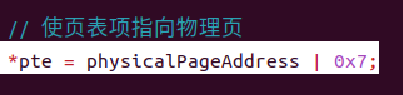 // 使页表项指向物理页
*pte = physicalPageAddress | 0x7;